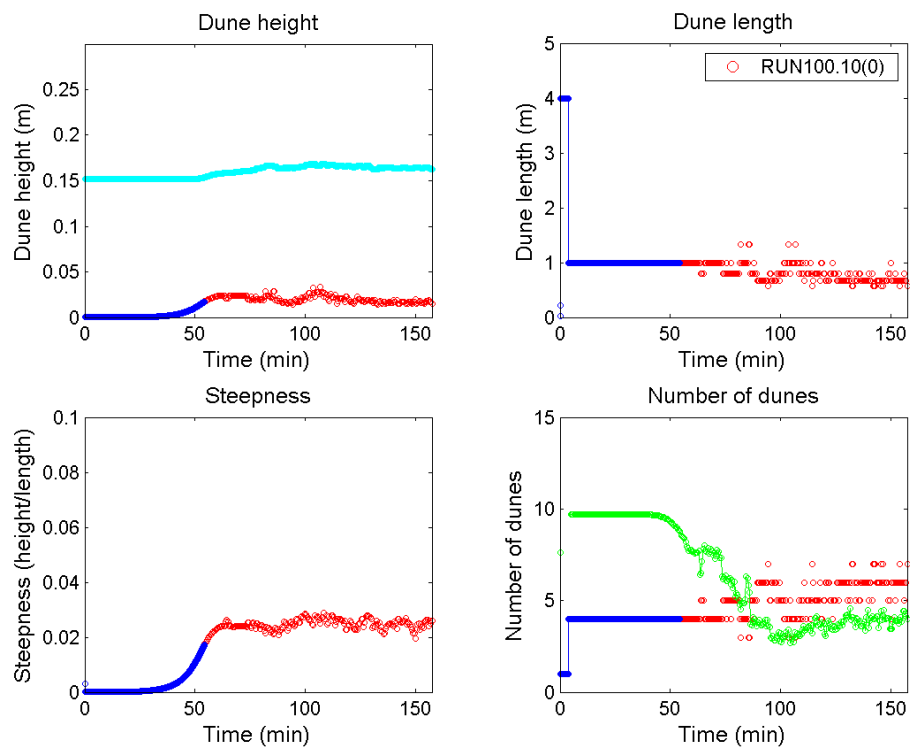 Dune height
Dune height (m)
0.25
0.2
0.15
0.1
0.05
0
0 50 100 150
Time (min)
Dune length
Dune length (m)
RUN100.10(0)
5
4
3
2
1
0
0 50 100 150
Time (min)
Steepness
Steepness (height/length)
0.1
0.08
0.06
0.04
0.02
0
0 50 100 150
Time (min)
Number of dunes
Number of dunes
15
10
5
0
0 50 100 150
Time (min)